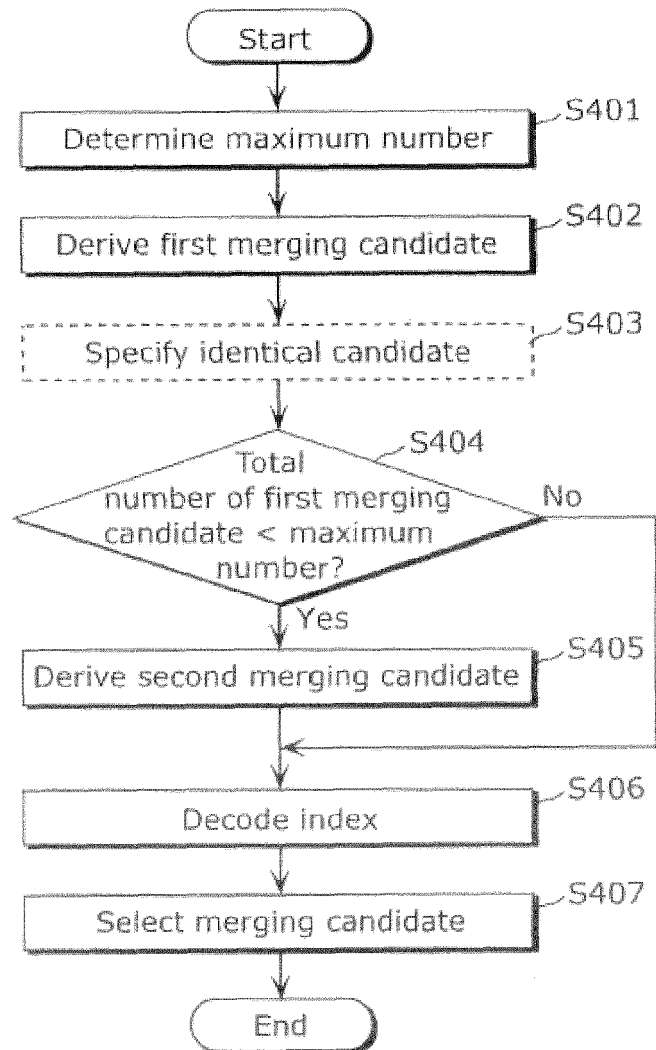 Start
S401
Determine maximum number
S402
Derive first merging candidate
S403
Specify identical candidate
S404
Total
number of first merging
candidate < maximum
number?
No
Yes
S405
Derive second merging candidate
S406
Decode index
S407
Select merging candidate
End